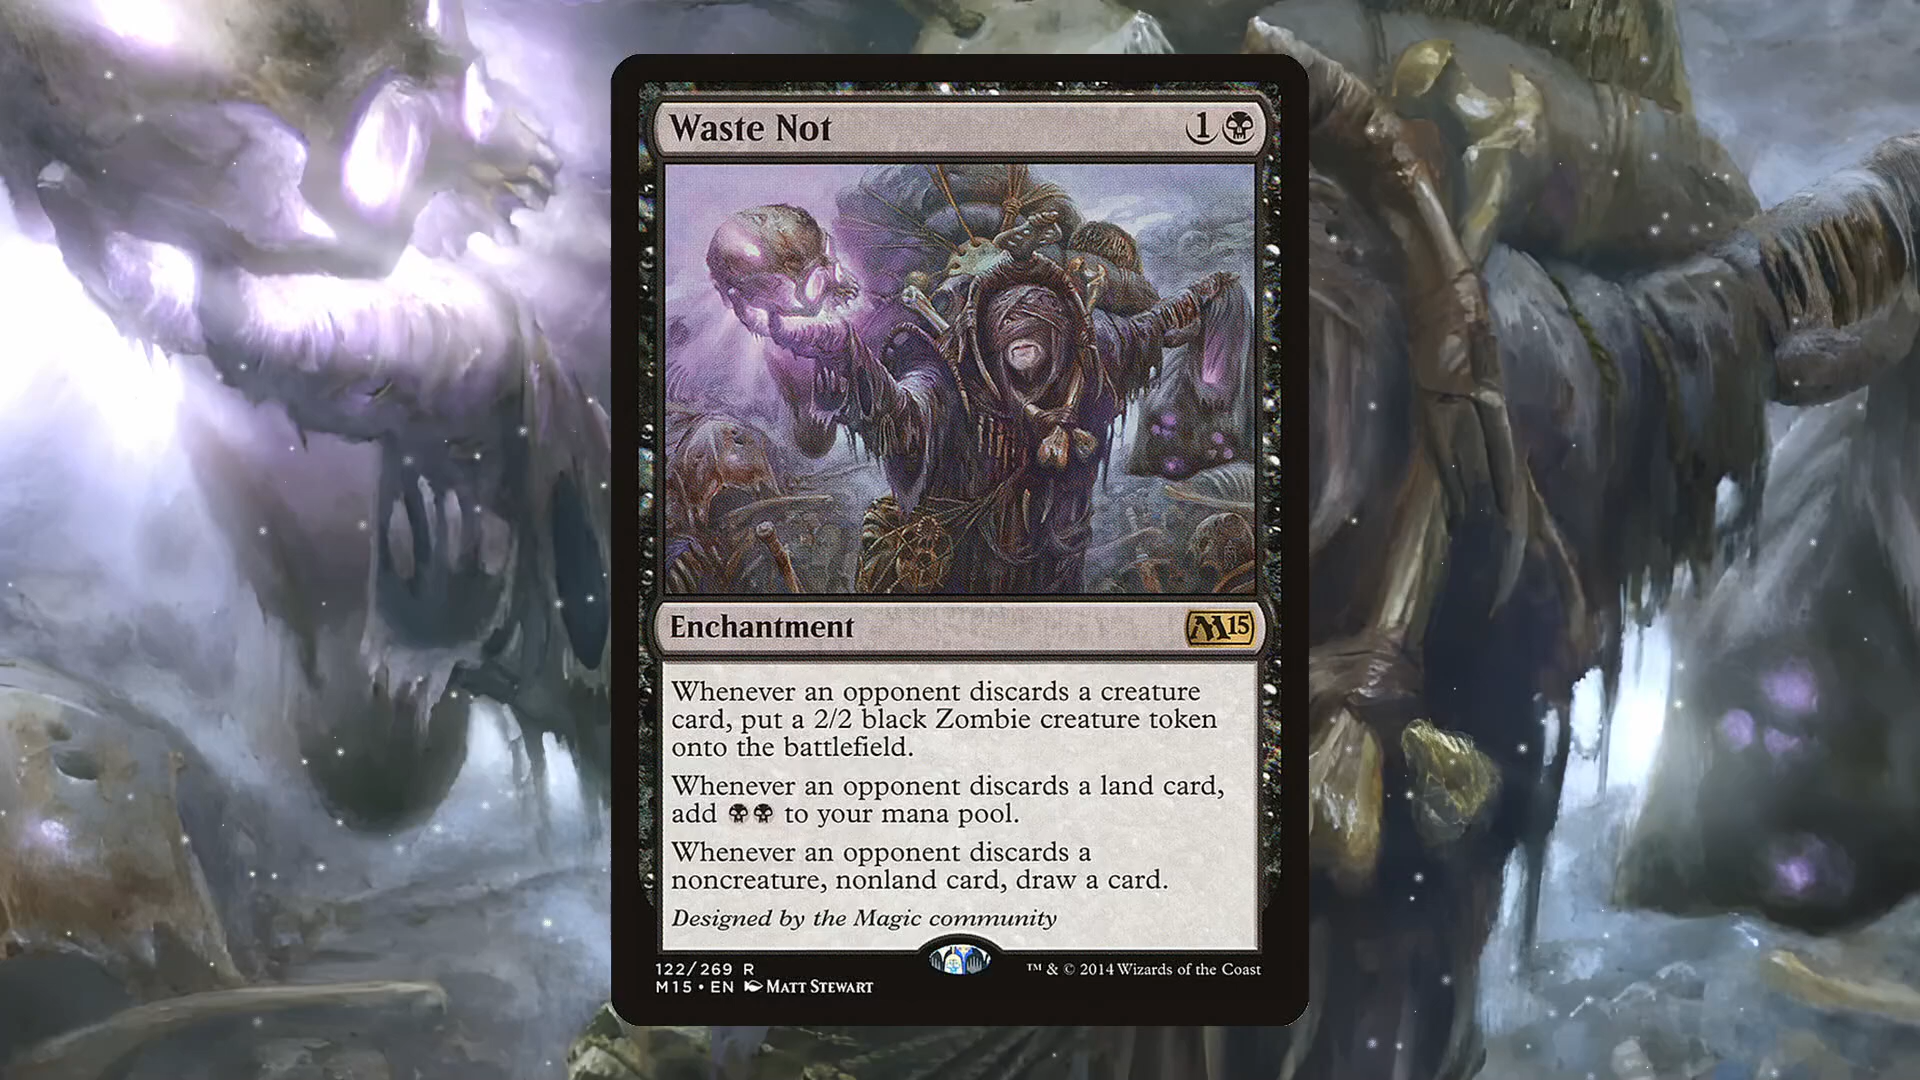 Waste Not 1
Enchantment M15
Whenever an opponent discards a creature
card, put a 2/2 black Zombie creature token
onto the battlefield.
Whenever an opponent discards a land card,
add to your mana pool.
Whenever an opponent discards a
noncreature, nonland card, draw a card.
Designed by the Magic community
122/269 R
M15 • EN MATT STEWART
™ & © 2014 Wizards of the Coast